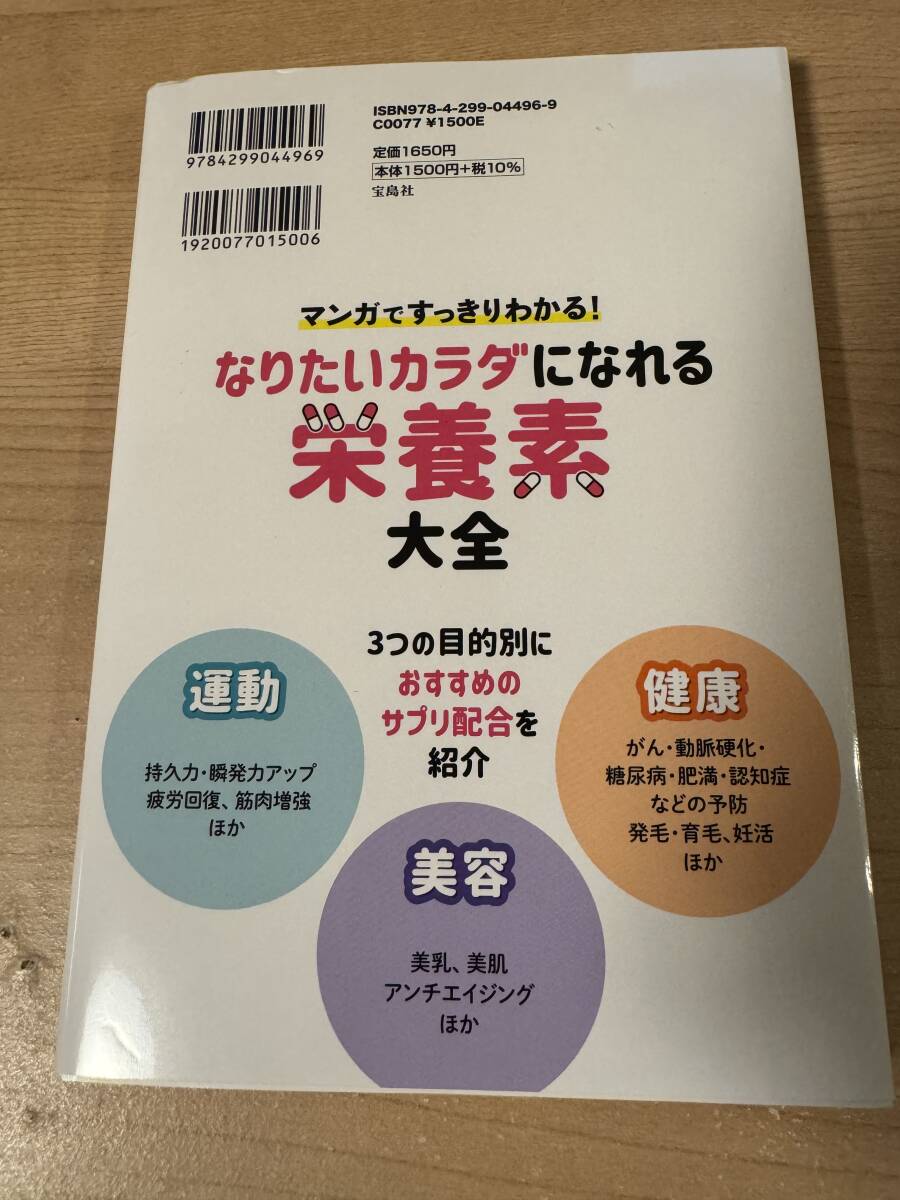 ISBN978-4-299-04496-9
C0077 ¥1500E
9784299044969
定価1650円
本体1500円+税10%
宝島社
1920077015006
マンガですっきりわかる!
なりたいカラダになれる
栄養素
大全
3つの目的別に
おすすめの
サプリ配合を
紹介
運動
持久力・瞬発力アップ
疲労回復、筋肉増強
ほか
健康
がん・動脈硬化・
糖尿病・肥満・認知症
などの予防
発毛・育毛、妊活
ほか
美容
美乳、美肌
アンチエイジング
ほか